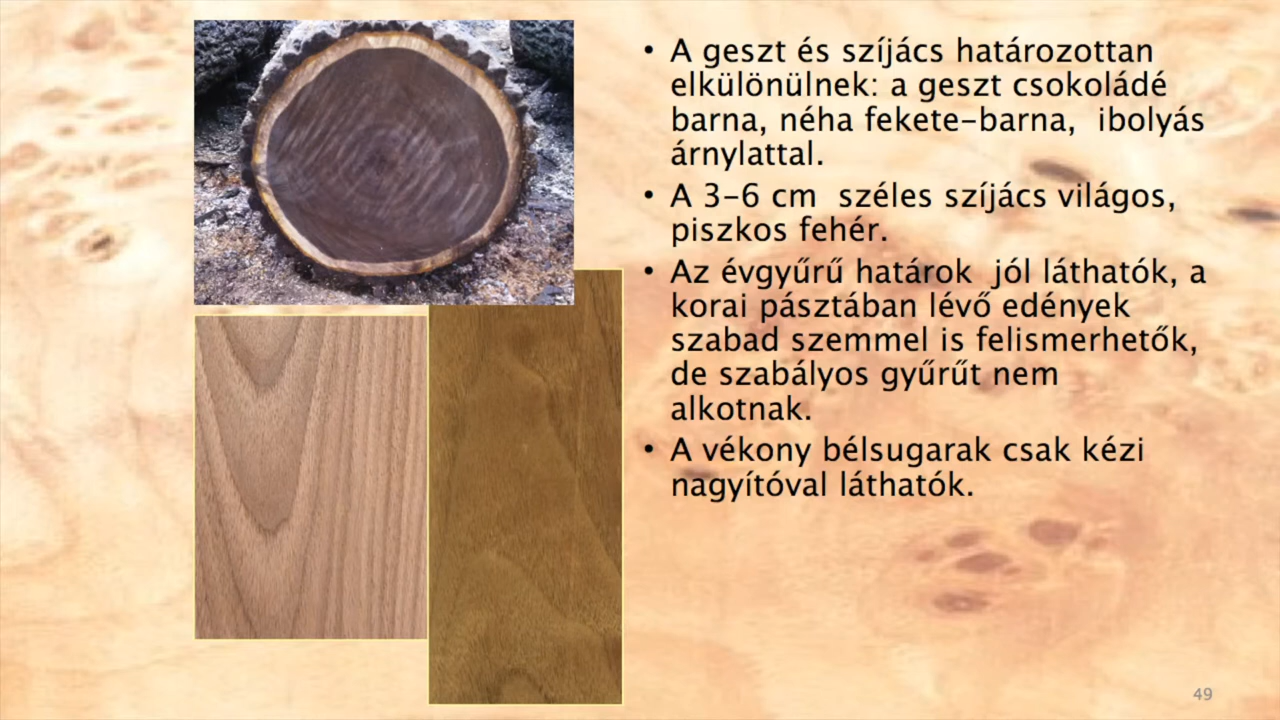 • A geszt és szíjács határozottan
elkülönülnek: a geszt csokoládé
barna, néha fekete-barna,  ibolyás
árnylattal.
• A 3-6 cm  széles szíjács világos,
piszkos fehér.
• Az évgyűrű határok  jól láthatók, a
korai pásztában lévő edények
szabad szemmel is felismerhetők,
de szabályos gyűrűt nem
alkotnak.
• A vékony bélsugarak csak kézi
nagyítóval láthatók.
49